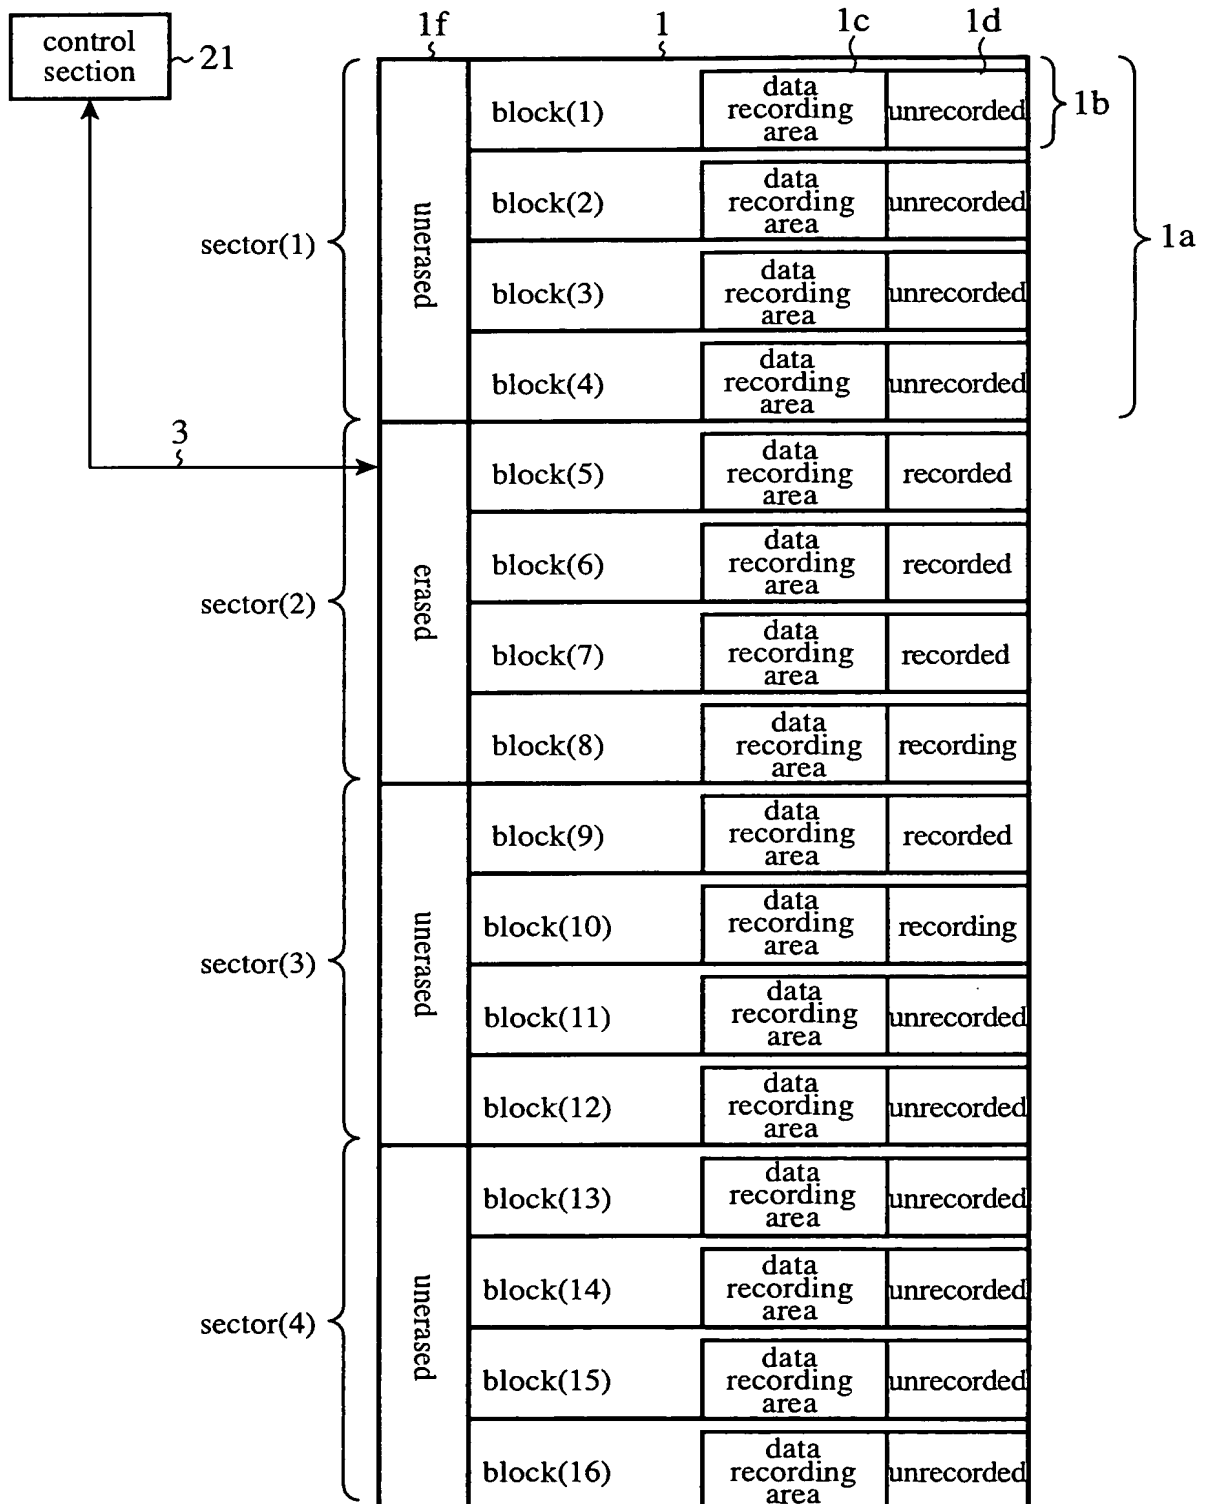 1f
1
1c
1d
control
section
21
block(1)
data
recording
area
unrecorded
1b
block(2)
data
recording
area
unrecorded
sector(1)
unerased
1a
block(3)
data
recording
area
unrecorded
block(4)
data
recording
area
unrecorded
3
block(5)
data
recording
area
recorded
block(6)
data
recording
area
recorded
sector(2)
erased
block(7)
data
recording
area
recorded
block(8)
data
recording
area
recording
block(9)
data
recording
area
recorded
block(10)
data
recording
area
recording
sector(3)
unerased
block(11)
data
recording
area
unrecorded
block(12)
data
recording
area
unrecorded
block(13)
data
recording
area
unrecorded
block(14)
data
recording
area
unrecorded
sector(4)
unerased
block(15)
data
recording
area
unrecorded
block(16)
data
recording
area
unrecorded